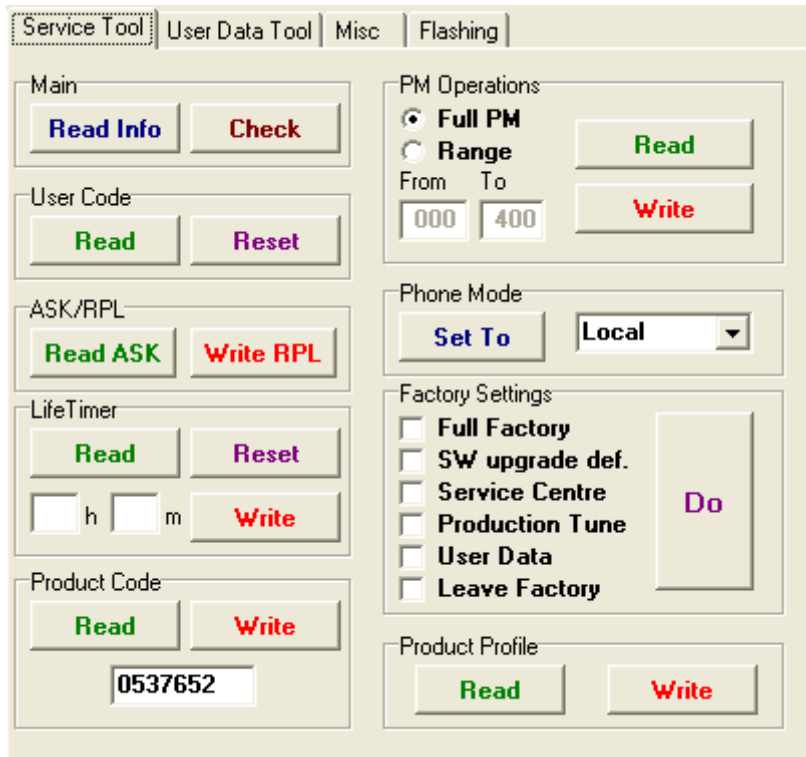 Service Tool User Data Tool Misc Flashing
Main
Read Info Check
User Code
Read Reset
ASK/RPL
Read ASK Write RPL
LifeTimer
Read Reset
h m Write
Product Code
Read Write
0537652
PM Operations
Full PM
Range
Read
From To
000 400
Write
Phone Mode
Set To Local
Factory Settings
Full Factory
SW upgrade def.
Service Centre
Production Tune
User Data
Leave Factory
Do
Product Profile
Read Write